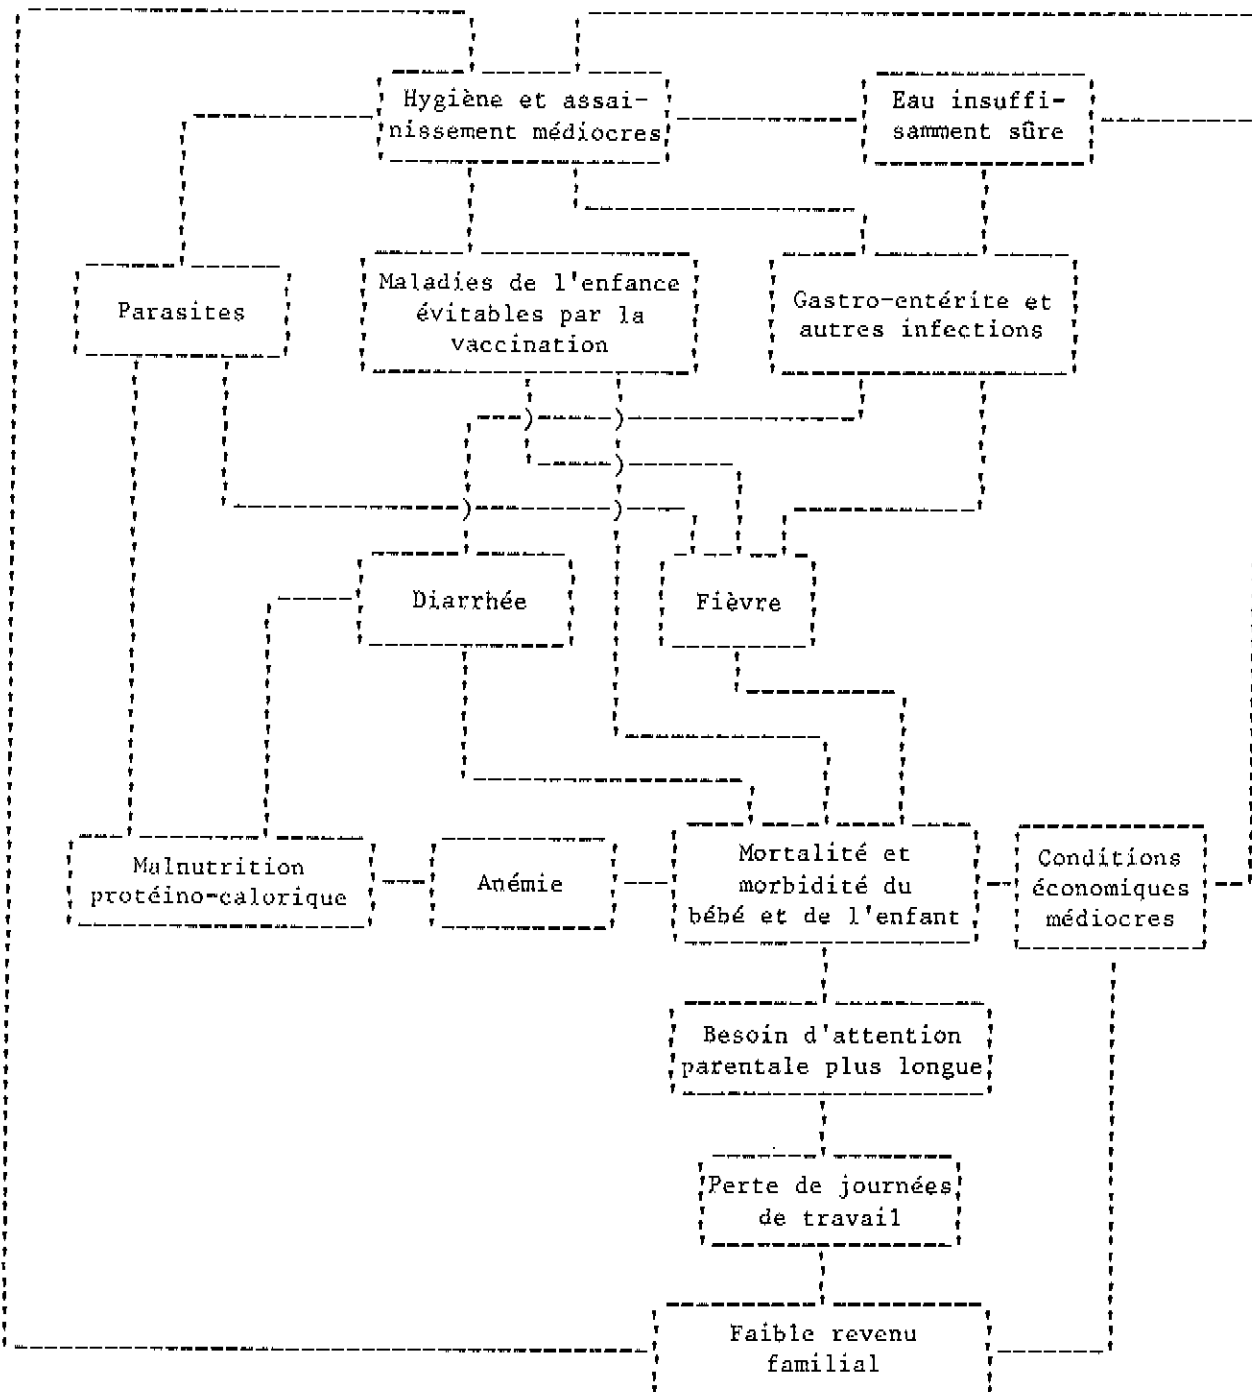 Hygiène et assai-
nissement médiocres
Eau insuffi-
samment sûre
Parasites
Maladies de l'enfance
évitables par la
vaccination
Gastro-entérite et
autres infections
Diarrhée
Fièvre
Malnutrition
protéino-calorique
Anémie
Mortalité et
morbidité du
bébé et de l'enfant
Conditions
économiques
médiocres
Besoin d'attention
parentale plus longue
Perte de journées
de travail
Faible revenu
familial